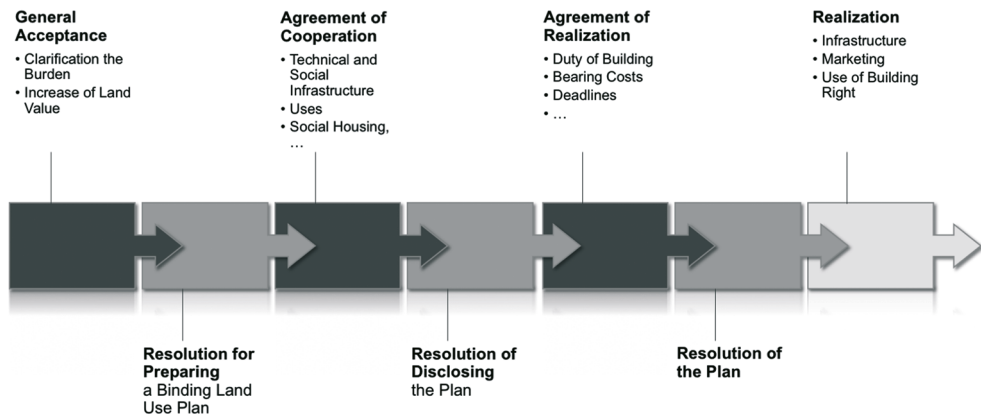 General
Acceptance
• Clarification the
Burden
• Increase of Land
Value
Agreement of
Cooperation
• Technical and
Social
Infrastructure
• Uses
• Social Housing,
...
Agreement of
Realization
• Duty of Building
• Bearing Costs
• Deadlines
• ...
Realization
• Infrastructure
• Marketing
• Use of Building
Right
Resolution for
Preparing
a Binding Land
Use Plan
Resolution of
Disclosing
the Plan
Resolution of
the Plan